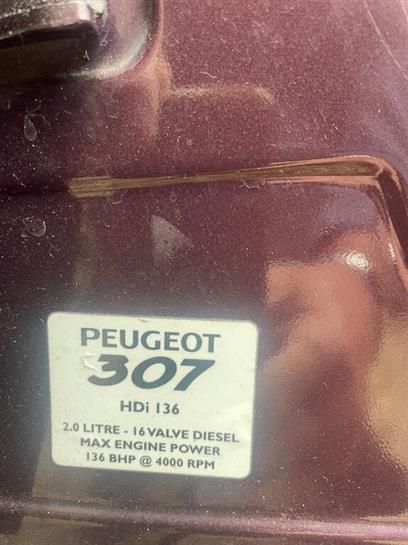 PEUGEOT
307
HDi 136
2.0 LITRE - 16 VALVE DIESEL
MAX ENGINE POWER
136 BHP @ 4000 RPM